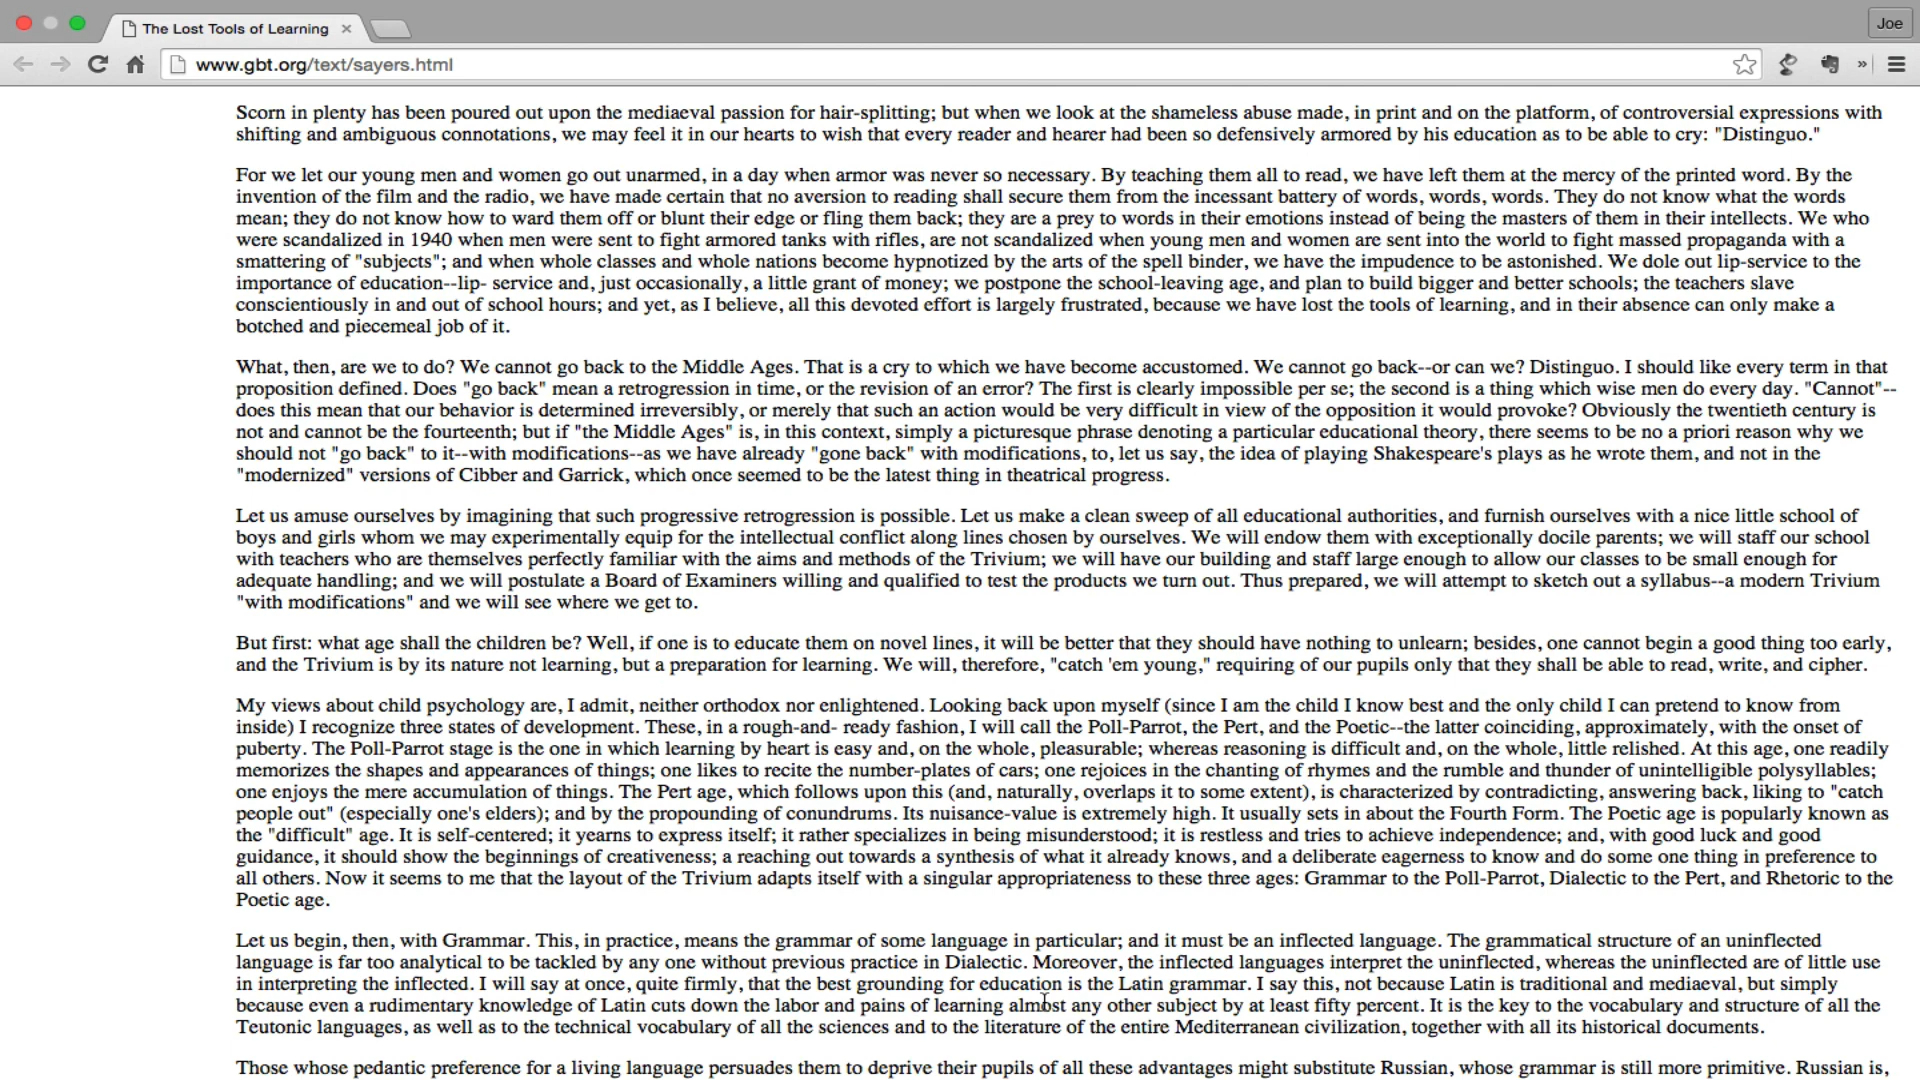 The Lost Tools of Learning
Joe
www.gbt.org/text/sayers.html
Scorn in plenty has been poured out upon the mediaeval passion for hair-splitting; but when we look at the shameless abuse made, in print and on the platform, of controversial expressions with
shifting and ambiguous connotations, we may feel it in our hearts to wish that every reader and hearer had been so defensively armored by his education as to be able to cry: "Distinguo."
For we let our young men and women go out unarmed, in a day when armor was never so necessary. By teaching them all to read, we have left them at the mercy of the printed word. By the
invention of the film and the radio, we have made certain that no aversion to reading shall secure them from the incessant battery of words, words, words. They do not know what the words
mean; they do not know how to ward them off or blunt their edge or fling them back; they are a prey to words in their emotions instead of being the masters of them in their intellects. We who
were scandalized in 1940 when men were sent to fight armored tanks with rifles, are not scandalized when young men and women are sent into the world to fight massed propaganda with a
smattering of "subjects"; and when whole classes and whole nations become hypnotized by the arts of the spell binder, we have the impudence to be astonished. We dole out lip-service to the
importance of education--lip- service and, just occasionally, a little grant of money; we postpone the school-leaving age, and plan to build bigger and better schools; the teachers slave
conscientiously in and out of school hours; and yet, as I believe, all this devoted effort is largely frustrated, because we have lost the tools of learning, and in their absence can only make a
botched and piecemeal job of it.
What, then, are we to do? We cannot go back to the Middle Ages. That is a cry to which we have become accustomed. We cannot go back--or can we? Distinguo. I should like every term in that
proposition defined. Does "go back" mean a retrogression in time, or the revision of an error? The first is clearly impossible per se; the second is a thing which wise men do every day. "Cannot"--
does this mean that our behavior is determined irreversibly, or merely that such an action would be very difficult in view of the opposition it would provoke? Obviously the twentieth century is
not and cannot be the fourteenth; but if "the Middle Ages" is, in this context, simply a picturesque phrase denoting a particular educational theory, there seems to be no a priori reason why we
should not "go back" to it--with modifications--as we have already "gone back" with modifications, to, let us say, the idea of playing Shakespeare's plays as he wrote them, and not in the
"modernized" versions of Cibber and Garrick, which once seemed to be the latest thing in theatrical progress.
Let us amuse ourselves by imagining that such progressive retrogression is possible. Let us make a clean sweep of all educational authorities, and furnish ourselves with a nice little school of
boys and girls whom we may experimentally equip for the intellectual conflict along lines chosen by ourselves. We will endow them with exceptionally docile parents; we will staff our school
with teachers who are themselves perfectly familiar with the aims and methods of the Trivium; we will have our building and staff large enough to allow our classes to be small enough for
adequate handling; and we will postulate a Board of Examiners willing and qualified to test the products we turn out. Thus prepared, we will attempt to sketch out a syllabus--a modern Trivium
"with modifications" and we will see where we get to.
But first: what age shall the children be? Well, if one is to educate them on novel lines, it will be better that they should have nothing to unlearn; besides, one cannot begin a good thing too early,
and the Trivium is by its nature not learning, but a preparation for learning. We will, therefore, "catch 'em young," requiring of our pupils only that they shall be able to read, write, and cipher.
My views about child psychology are, I admit, neither orthodox nor enlightened. Looking back upon myself (since I am the child I know best and the only child I can pretend to know from
inside) I recognize three states of development. These, in a rough-and- ready fashion, I will call the Poll-Parrot, the Pert, and the Poetic--the latter coinciding, approximately, with the onset of
puberty. The Poll-Parrot stage is the one in which learning by heart is easy and, on the whole, pleasurable; whereas reasoning is difficult and, on the whole, little relished. At this age, one readily
memorizes the shapes and appearances of things; one likes to recite the number-plates of cars; one rejoices in the chanting of rhymes and the rumble and thunder of unintelligible polysyllables;
one enjoys the mere accumulation of things. The Pert age, which follows upon this (and, naturally, overlaps it to some extent), is characterized by contradicting, answering back, liking to "catch
people out" (especially one's elders); and by the propounding of conundrums. Its nuisance-value is extremely high. It usually sets in about the Fourth Form. The Poetic age is popularly known as
the "difficult" age. It is self-centered; it yearns to express itself; it rather specializes in being misunderstood; it is restless and tries to achieve independence; and, with good luck and good
guidance, it should show the beginnings of creativeness; a reaching out towards a synthesis of what it already knows, and a deliberate eagerness to know and do some one thing in preference to
all others. Now it seems to me that the layout of the Trivium adapts itself with a singular appropriateness to these three ages: Grammar to the Poll-Parrot, Dialectic to the Pert, and Rhetoric to the
Poetic age.
Let us begin, then, with Grammar. This, in practice, means the grammar of some language in particular; and it must be an inflected language. The grammatical structure of an uninflected
language is far too analytical to be tackled by any one without previous practice in Dialectic. Moreover, the inflected languages interpret the uninflected, whereas the uninflected are of little use
in interpreting the inflected. I will say at once, quite firmly, that the best grounding for education is the Latin grammar. I say this, not because Latin is traditional and mediaeval, but simply
because even a rudimentary knowledge of Latin cuts down the labor and pains of learning almost any other subject by at least fifty percent. It is the key to the vocabulary and structure of all the
Teutonic languages, as well as to the technical vocabulary of all the sciences and to the literature of the entire Mediterranean civilization, together with all its historical documents.
Those whose pedantic preference for a living language persuades them to deprive their pupils of all these advantages might substitute Russian, whose grammar is still more primitive. Russian is,